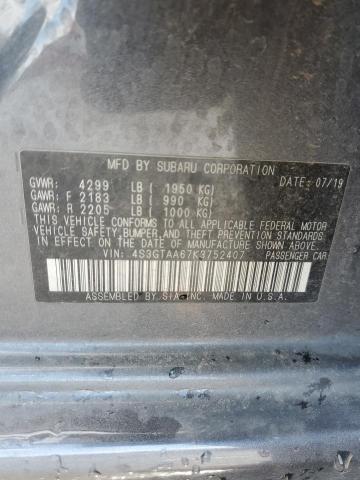 MFD BY SUBARU CORPORATION
GVWR: 4299 LB ( 1950 KG) DATE: 07/19
GAWR: F 2183 LB ( 990 KG)
GAWR: R 2205 LB ( 1000 KG)
THIS VEHICLE CONFORMS TO ALL APPLICABLE FEDERAL MOTOR
VEHICLE SAFETY, BUMPER, AND THEFT PREVENTION STANDARDS
IN EFFECT ON THE DATE OF MANUFACTURE SHOWN ABOVE.
VIN: 4S3GTAA67K3752407
ASSEMBLED BY SIA, INC. MADE IN U.S.A.